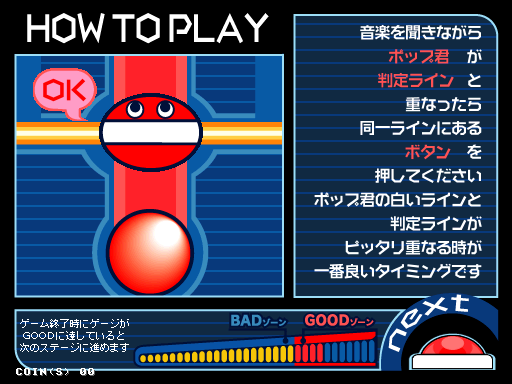 HOW TO PLAY
OK
音楽を聞きながら
ポップ君 が
判定ライン と
重なったら
同一ラインにある
ボタン を
押してください
ポップ君の白いラインと
判定ラインが
ピッタリ重なる時が
一番良いタイミングです
ゲーム終了時にゲージが
GOODに達していると
次のステージに進めます
BADゾーン
GOODゾーン
next
COIN(S) 00